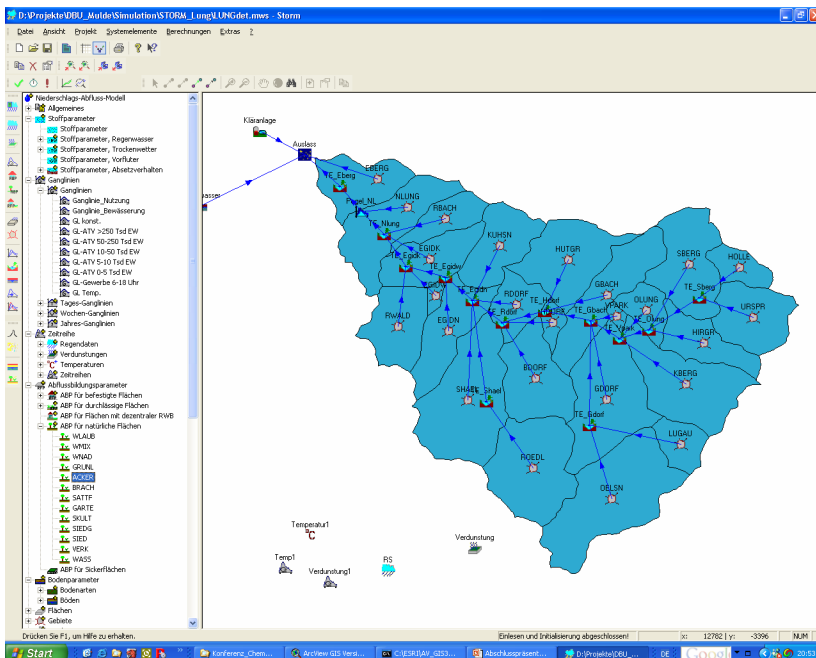 D:\Projekte\DBU_Mulde\Simulation\STORM_Lung\LUNGdet.mws - Storm
Datei Ansicht Projekt Systemelemente Berechnungen Extras ?
Niederschlags-Abfluss-Modell
Allgemeines
Stoffparameter
Stoffparameter
Stoffparameter, Regenwasser
Stoffparameter, Trockenwetter
Stoffparameter, Vorfluter
Stoffparameter, Absetzverhalten
Ganglinien
Ganglinien
Ganglinie_Nutzung
Ganglinie_Bewässerung
GL konst.
GL-ATV >250 Tsd EW
GL-ATV 50-250 Tsd EW
GL-ATV 10-50 Tsd EW
GL-ATV 5-10 Tsd EW
GL-ATV 0-5 Tsd EW
GL-Gewerbe 6-18 Uhr
GL Temp.
Tages-Ganglinien
Wochen-Ganglinien
Jahres-Ganglinien
Zeitreihe
Regendaten
Verdunstungen
Temperaturen
Zeitreihen
Abflussbildungsparameter
ABP für befestigte Flächen
ABP für durchlässige Flächen
ABP für Flächen mit dezentraler RWB
ABP für natürliche Flächen
WLAUB
WMIX
WNAD
GRUNL
ACKER
BRACH
SATTF
GARTE
SKULT
SIEDG
SIED
VERK
WASS
ABP für Sickerflächen
Bodenparameter
Bodenarten
Böden
Flächen
Gebiete
Kläranlage
Auslass
EBERG
TE_Eberg
wasser
Pegel_NL
NLUNG
RBACH
TE_Nlung
KUHSN
EGIDK
TE_Egidk
TE_Egidw
HUTGR
SBERG
HOLLE
RWALD
EGIDN
TE_Egidn
RDORF
TE_Rdorf
GBACH
TE_Gbach
VPARK
OLUNG
TE_Olung
TE_Vpark
TE_Sberg
URSPR
HIRGR
SHAEL
TE_Shael
BDORF
GDORF
KBERG
TE_Gdorf
LUGAU
ROEDL
OELSN
Temperatur1
°C
Temp1
Verdunstung1
RS
Verdunstung
Drücken Sie F1, um Hilfe zu erhalten.
Einlesen und Initialisierung abgeschlossen!
x: 12782 | y: -3396
NUM
Start
Konferenz_Chem...
ArcView GIS Versi...
C:\ESRI\AV_GIS3...
Abschlusspräsent...
D:\Projekte\DBU_...
DE
Googl
20:53